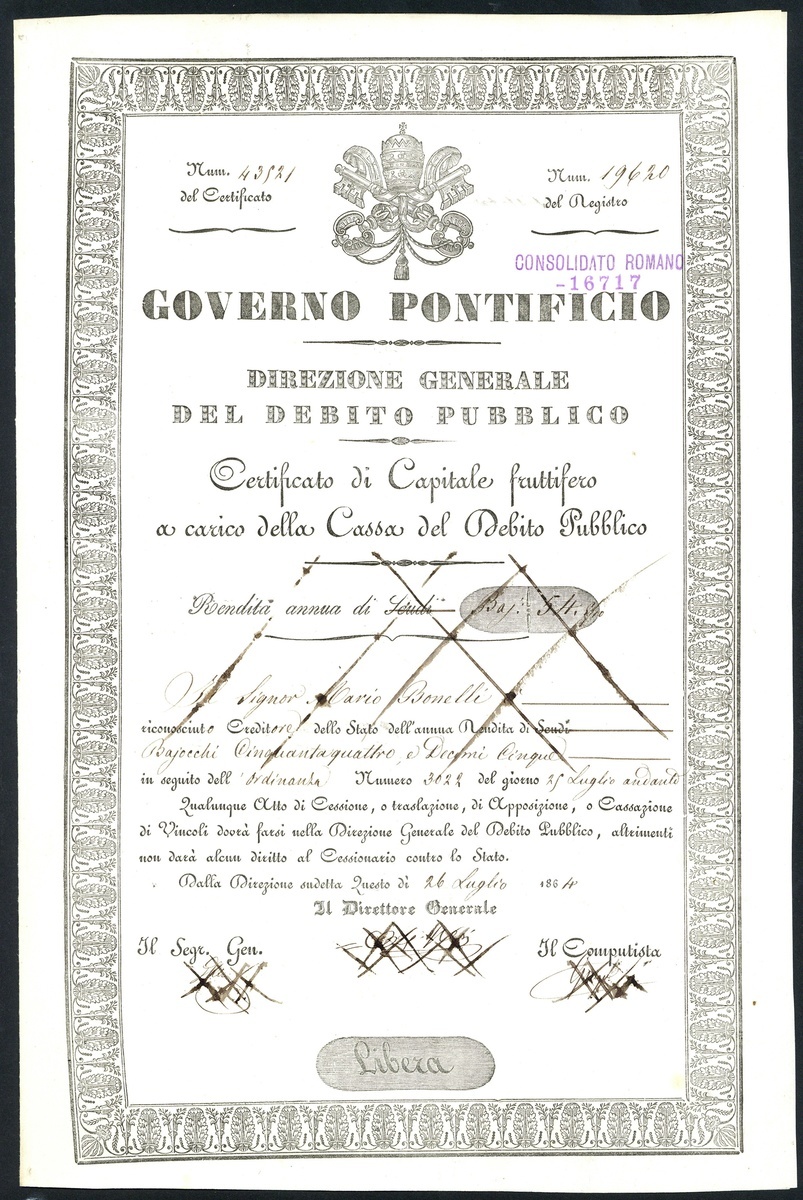 Num. 43521
del Certificato
Num. 19620
del Registro
CONSOLIDATO ROMANO
-16717
GOVERNO PONTIFICIO
DIREZIONE GENERALE
DEL DEBITO PUBBLICO
Certificato di Capitale fruttifero
a carico della Cassa del Debito Pubblico
Rendita annua di Scudi Baj: 54.
Il Signor Mario Bonelli
riconosciuto Creditore dello Stato dell'annua Rendita di Scudi
Bajocchi Cinquantaquattro, e Decimi Cinque
in seguito dell'Ordinanza Numero 3022 del giorno 25 Luglio andante
Qualunque Atto di Cessione, o traslazione, di Apposizione, o Cassazione
di Vincoli dovrà farsi nella Direzione Generale del Debito Pubblico, altrimenti
non darà alcun diritto al Cessionario contro lo Stato.
Dalla Direzione sudetta Questo dì 26 Luglio 1864
Il Direttore Generale
Il Segr. Gen.
Il Computista
Libera